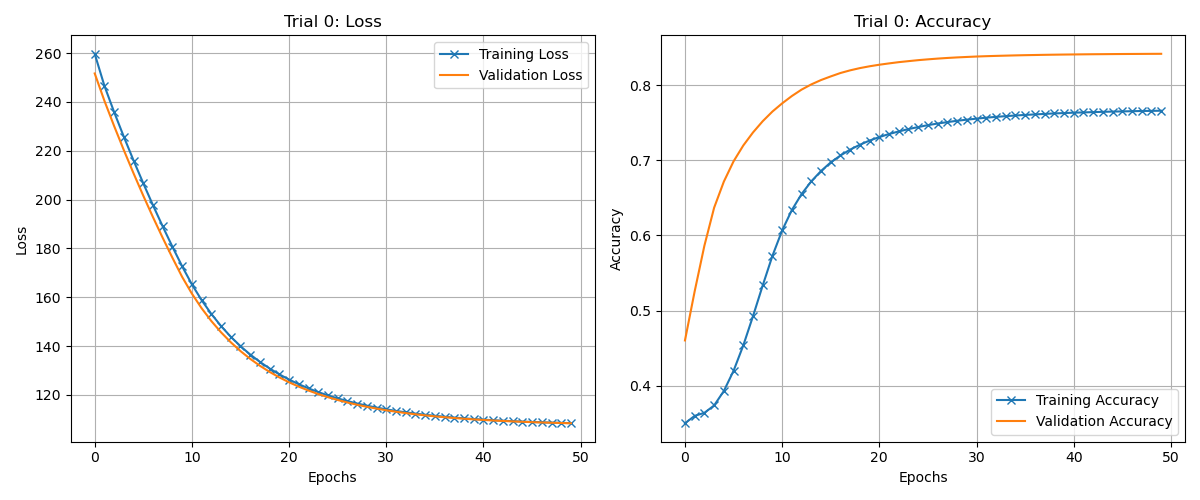 Trial 0: Loss
260
240
220
200
180
160
140
120
Loss
0
10
20
30
40
50
Epochs
Training Loss
Validation Loss
Trial 0: Accuracy
0.8
0.7
0.6
0.5
0.4
Accuracy
0
10
20
30
40
50
Epochs
Training Accuracy
Validation Accuracy